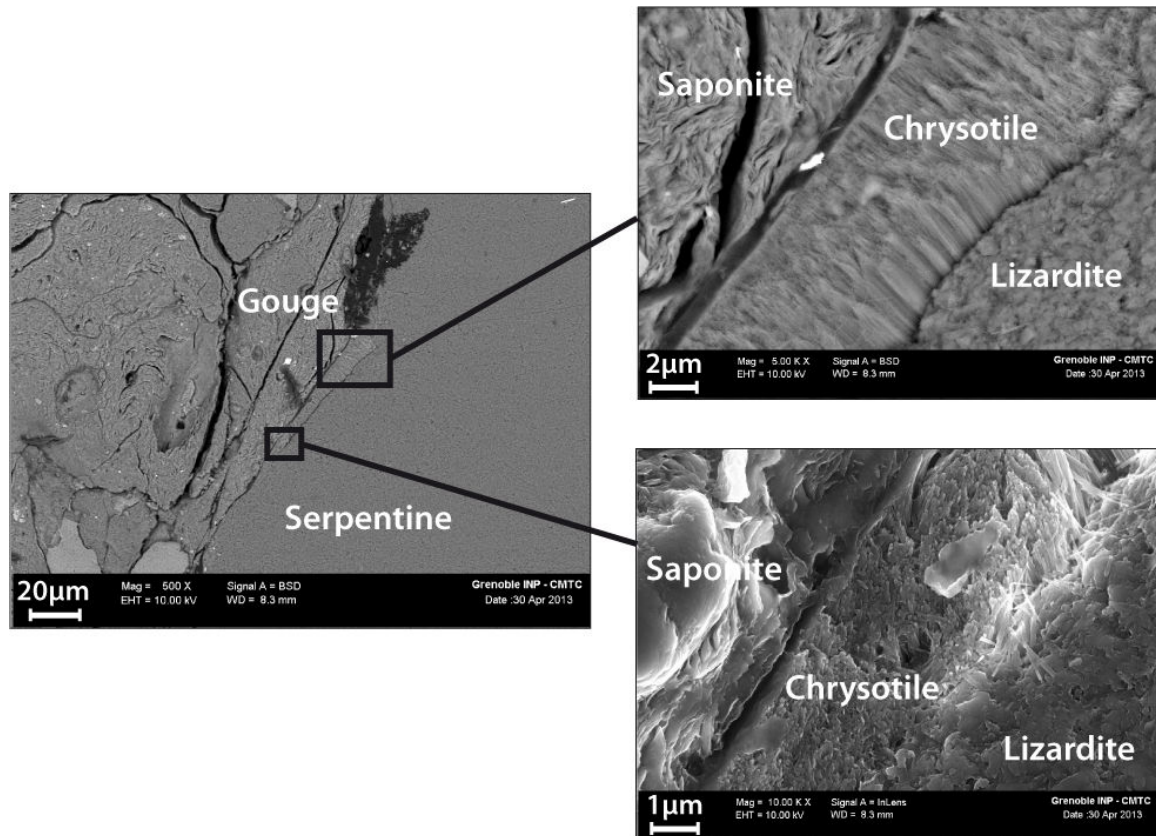 Gouge
Serpentine
20µm
Mag = 500 X Signal A = BSD Grenoble INP - CMTC
EHT = 10.00 kV WD = 8.3 mm Date :30 Apr 2013
Saponite
Chrysotile
Lizardite
2µm
Mag = 5.00 K X Signal A = BSD Grenoble INP - CMTC
EHT = 10.00 kV WD = 8.3 mm Date :30 Apr 2013
Saponite
Chrysotile
Lizardite
1µm
Mag = 10.00 K X Signal A = InLens Grenoble INP - CMTC
EHT = 10.00 kV WD = 8.3 mm Date :30 Apr 2013